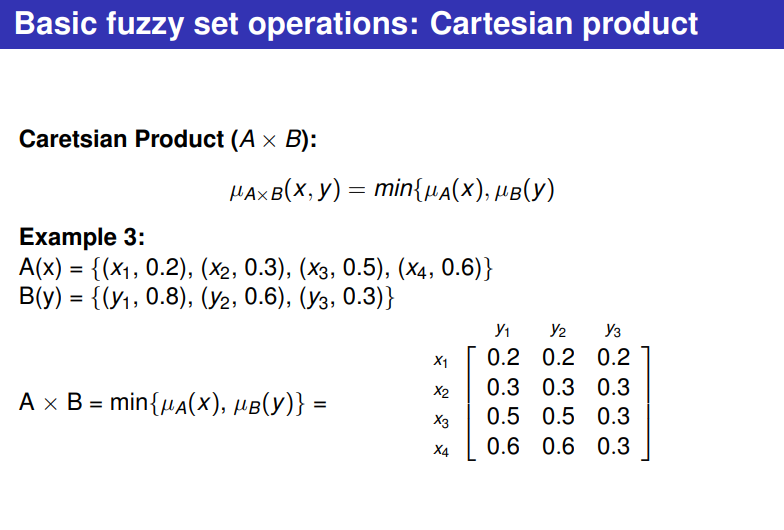 Basic fuzzy set operations: Cartesian product
Caretsian Product (A × B):
μA×B(x, y) = min{μA(x), μB(y)
Example 3:
A(x) = {(x1, 0.2), (x2, 0.3), (x3, 0.5), (x4, 0.6)}
B(y) = {(y1, 0.8), (y2, 0.6), (y3, 0.3)}
A × B = min{μA(x), μB(y)} =
y1 y2 y3
x1 0.2 0.2 0.2
x2 0.3 0.3 0.3
x3 0.5 0.5 0.3
x4 0.6 0.6 0.3